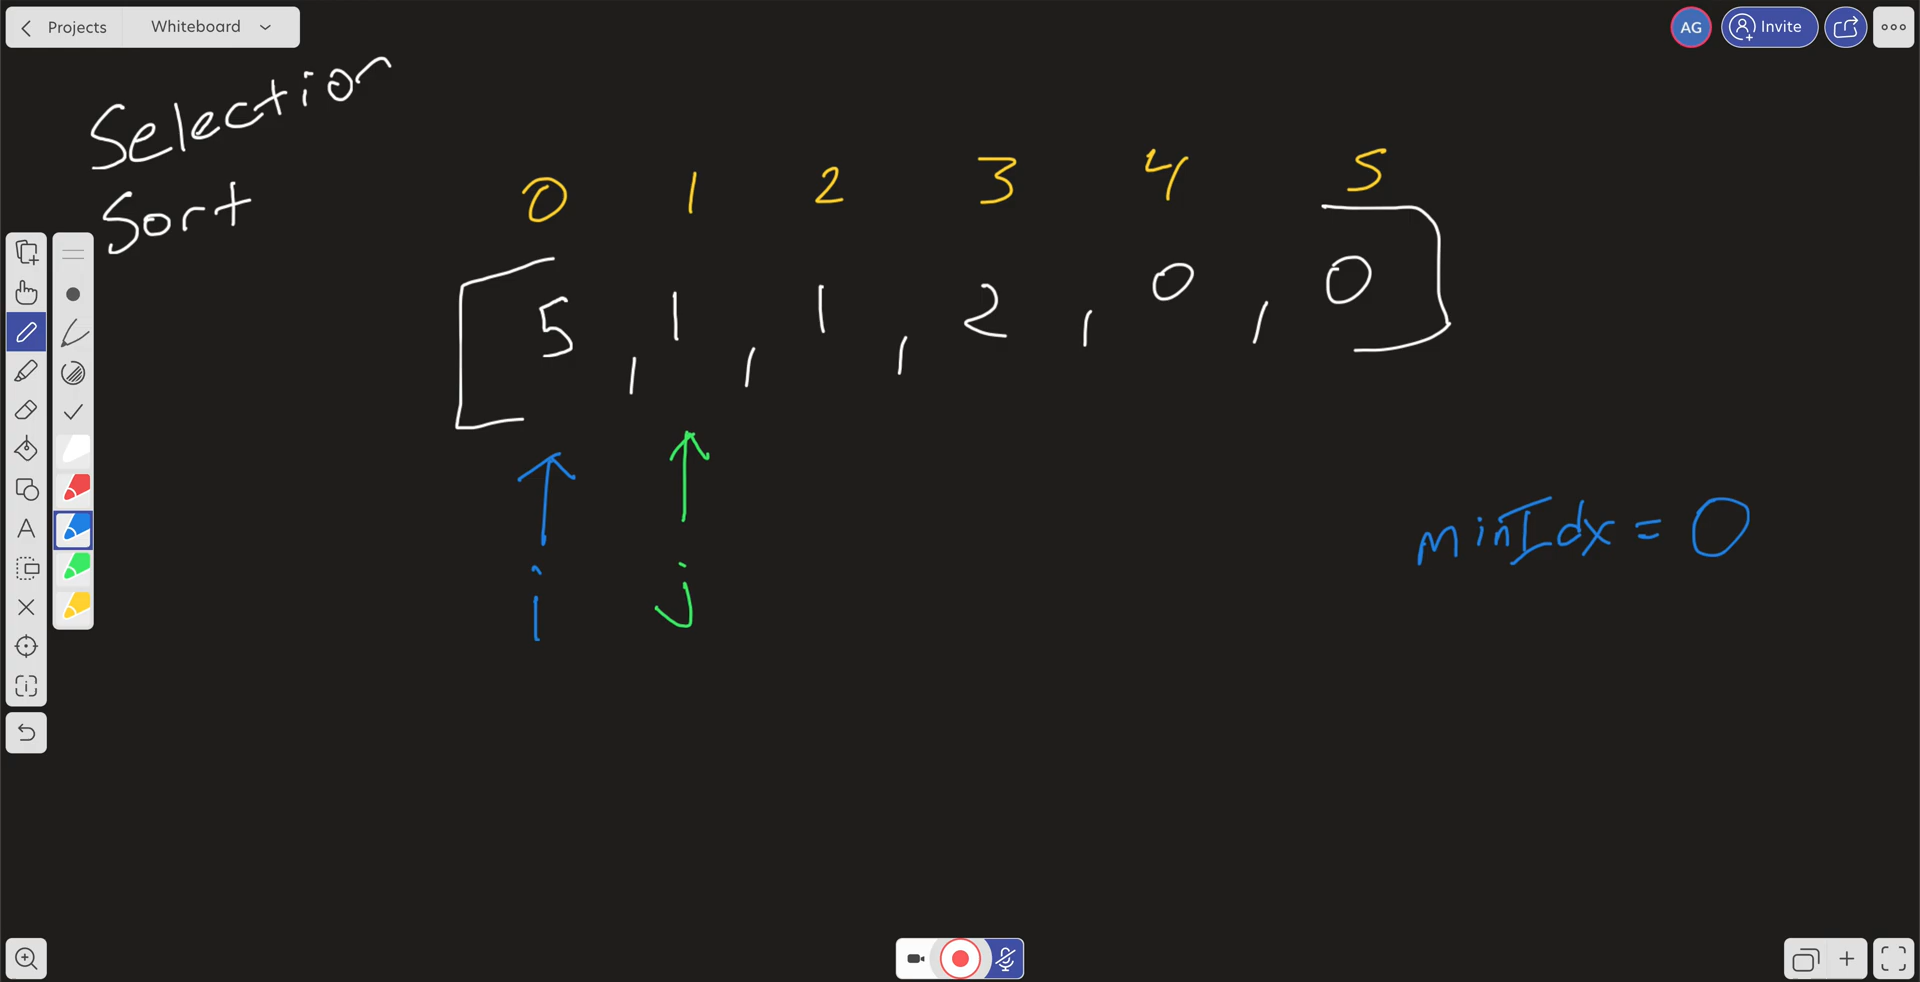 Projects Whiteboard
AG Invite
Selection
Sort
0 1 2 3 4 5
[5, 1, 1, 2, 0, 0]
i j
minIdx = 0
A